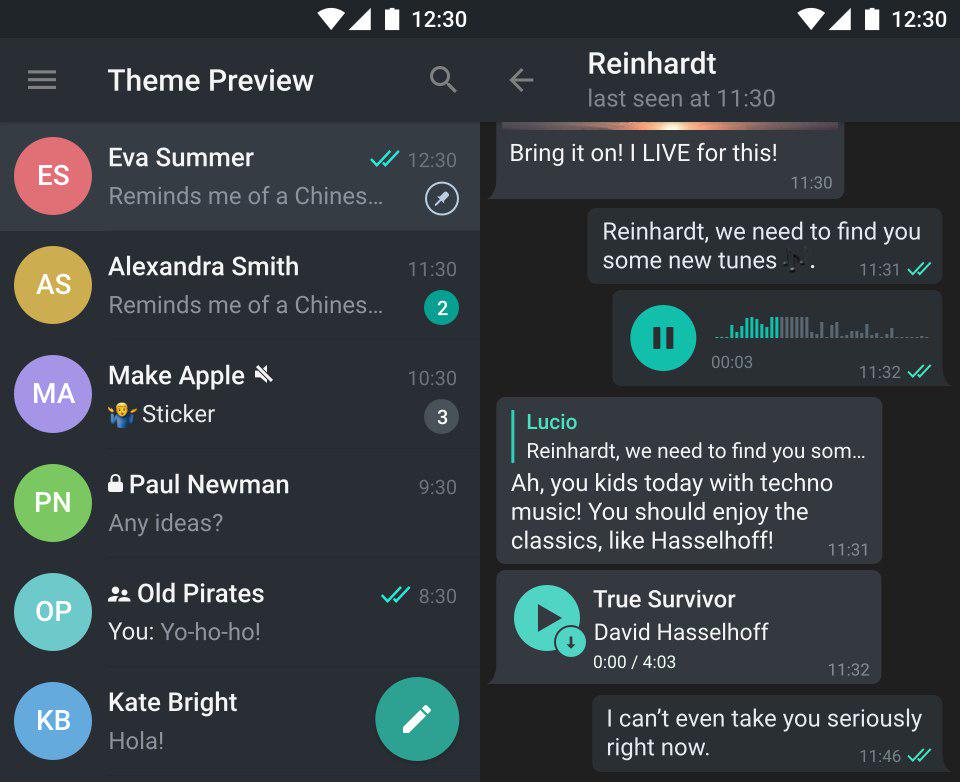 12:30
Theme Preview
ES
Eva Summer
12:30
Reminds me of a Chines...
AS
Alexandra Smith
11:30
Reminds me of a Chines...
2
MA
Make Apple
10:30
🤷‍♂️ Sticker
3
PN
Paul Newman
9:30
Any ideas?
OP
Old Pirates
8:30
You: Yo-ho-ho!
KB
Kate Bright
Hola!
12:30
Reinhardt
last seen at 11:30
Bring it on! I LIVE for this!
11:30
Reinhardt, we need to find you
some new tunes🎶.
11:31
00:03
11:32
Lucio
Reinhardt, we need to find you som...
Ah, you kids today with techno
music! You should enjoy the
classics, like Hasselhoff!
11:31
True Survivor
David Hasselhoff
0:00 / 4:03
11:32
I can’t even take you seriously
right now.
11:46